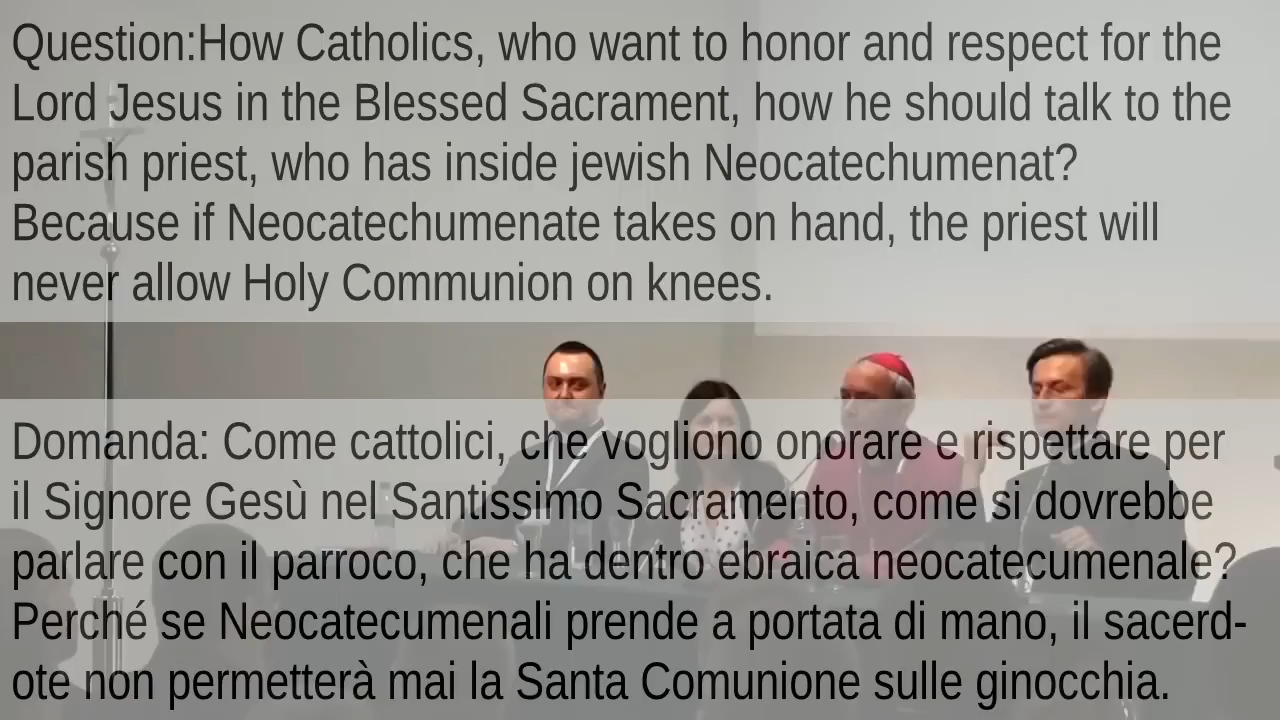 Question:How Catholics, who want to honor and respect for the
Lord Jesus in the Blessed Sacrament, how he should talk to the
parish priest, who has inside jewish Neocatechumenat?
Because if Neocatechumenate takes on hand, the priest will
never allow Holy Communion on knees.
Domanda: Come cattolici, che vogliono onorare e rispettare per
il Signore Gesù nel Santissimo Sacramento, come si dovrebbe
parlare con il parroco, che ha dentro ebraica neocatecumenale?
Perché se Neocatecumenali prende a portata di mano, il sacerd-
ote non permetterà mai la Santa Comunione sulle ginocchia.